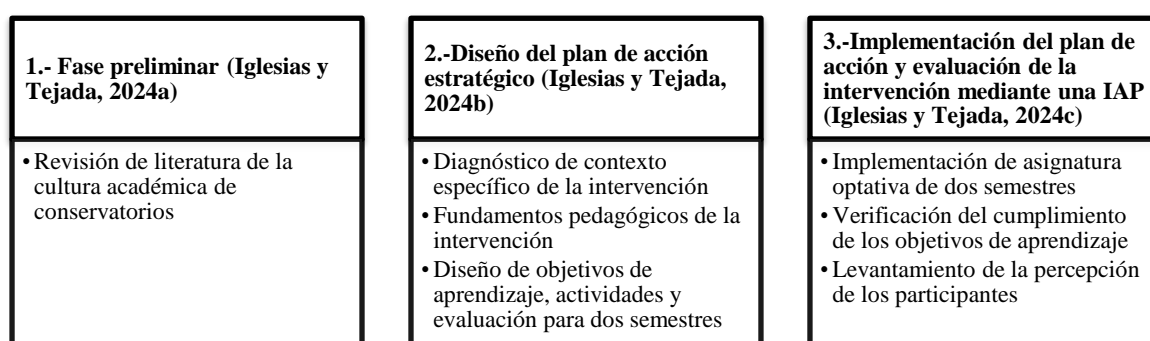 1.- Fase preliminar (Iglesias y
Tejada, 2024a)
• Revisión de literatura de la
cultura académica de
conservatorios
2.-Diseño del plan de acción
estratégico (Iglesias y Tejada,
2024b)
• Diagnóstico de contexto
específico de la intervención
• Fundamentos pedagógicos de la
intervención
• Diseño de objetivos de
aprendizaje, actividades y
evaluación para dos semestres
3.-Implementación del plan de
acción y evaluación de la
intervención mediante una IAP
(Iglesias y Tejada, 2024c)
• Implementación de asignatura
optativa de dos semestres
• Verificación del cumplimiento
de los objetivos de aprendizaje
• Levantamiento de la percepción
de los participantes